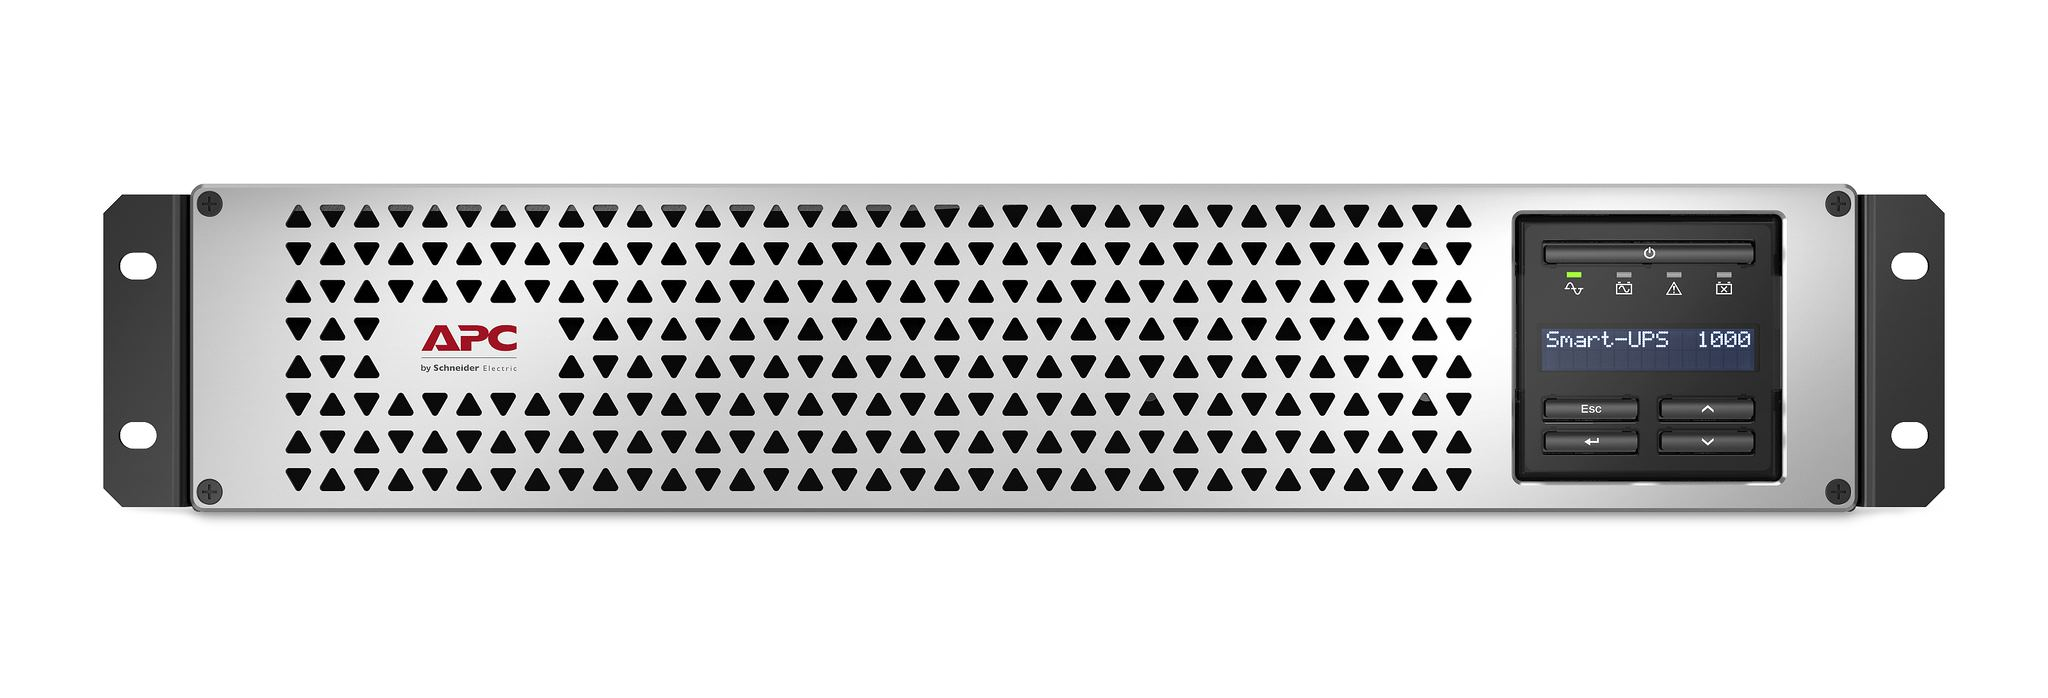 APC
by Schneider Electric
Smart-UPS 1000
Esc